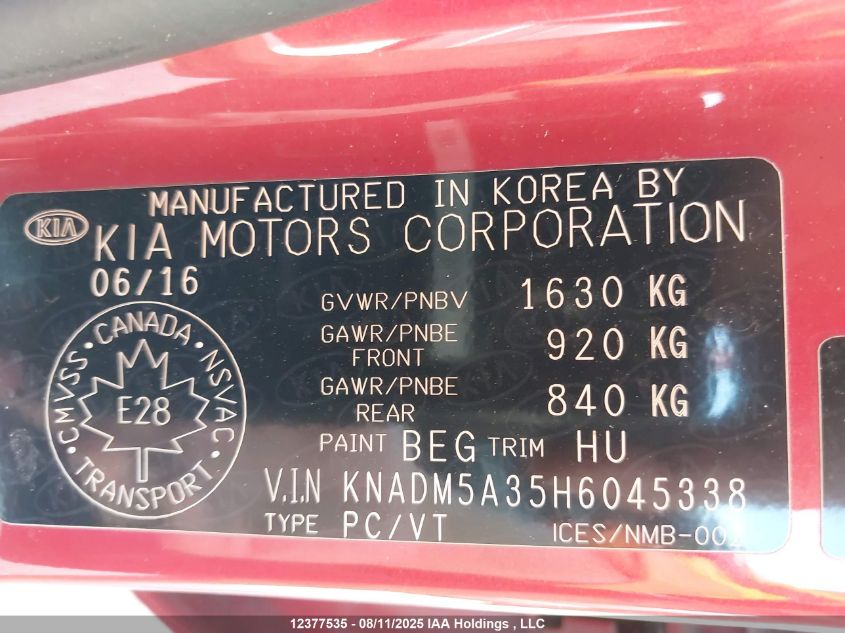 MANUFACTURED IN KOREA BY
KIA
KIA MOTORS CORPORATION
06/16
GVWR/PNBV 1630 KG
GAWR/PNBE FRONT 920 KG
GAWR/PNBE REAR 840 KG
CMVSS • CANADA • NSVAC • TRANSPORT •
E28
PAINT BEG TRIM HU
V.I.N KNADM5A35H6045338
TYPE PC/VT
ICES/NMB-002
12377535 - 08/11/2025 IAA Holdings , LLC